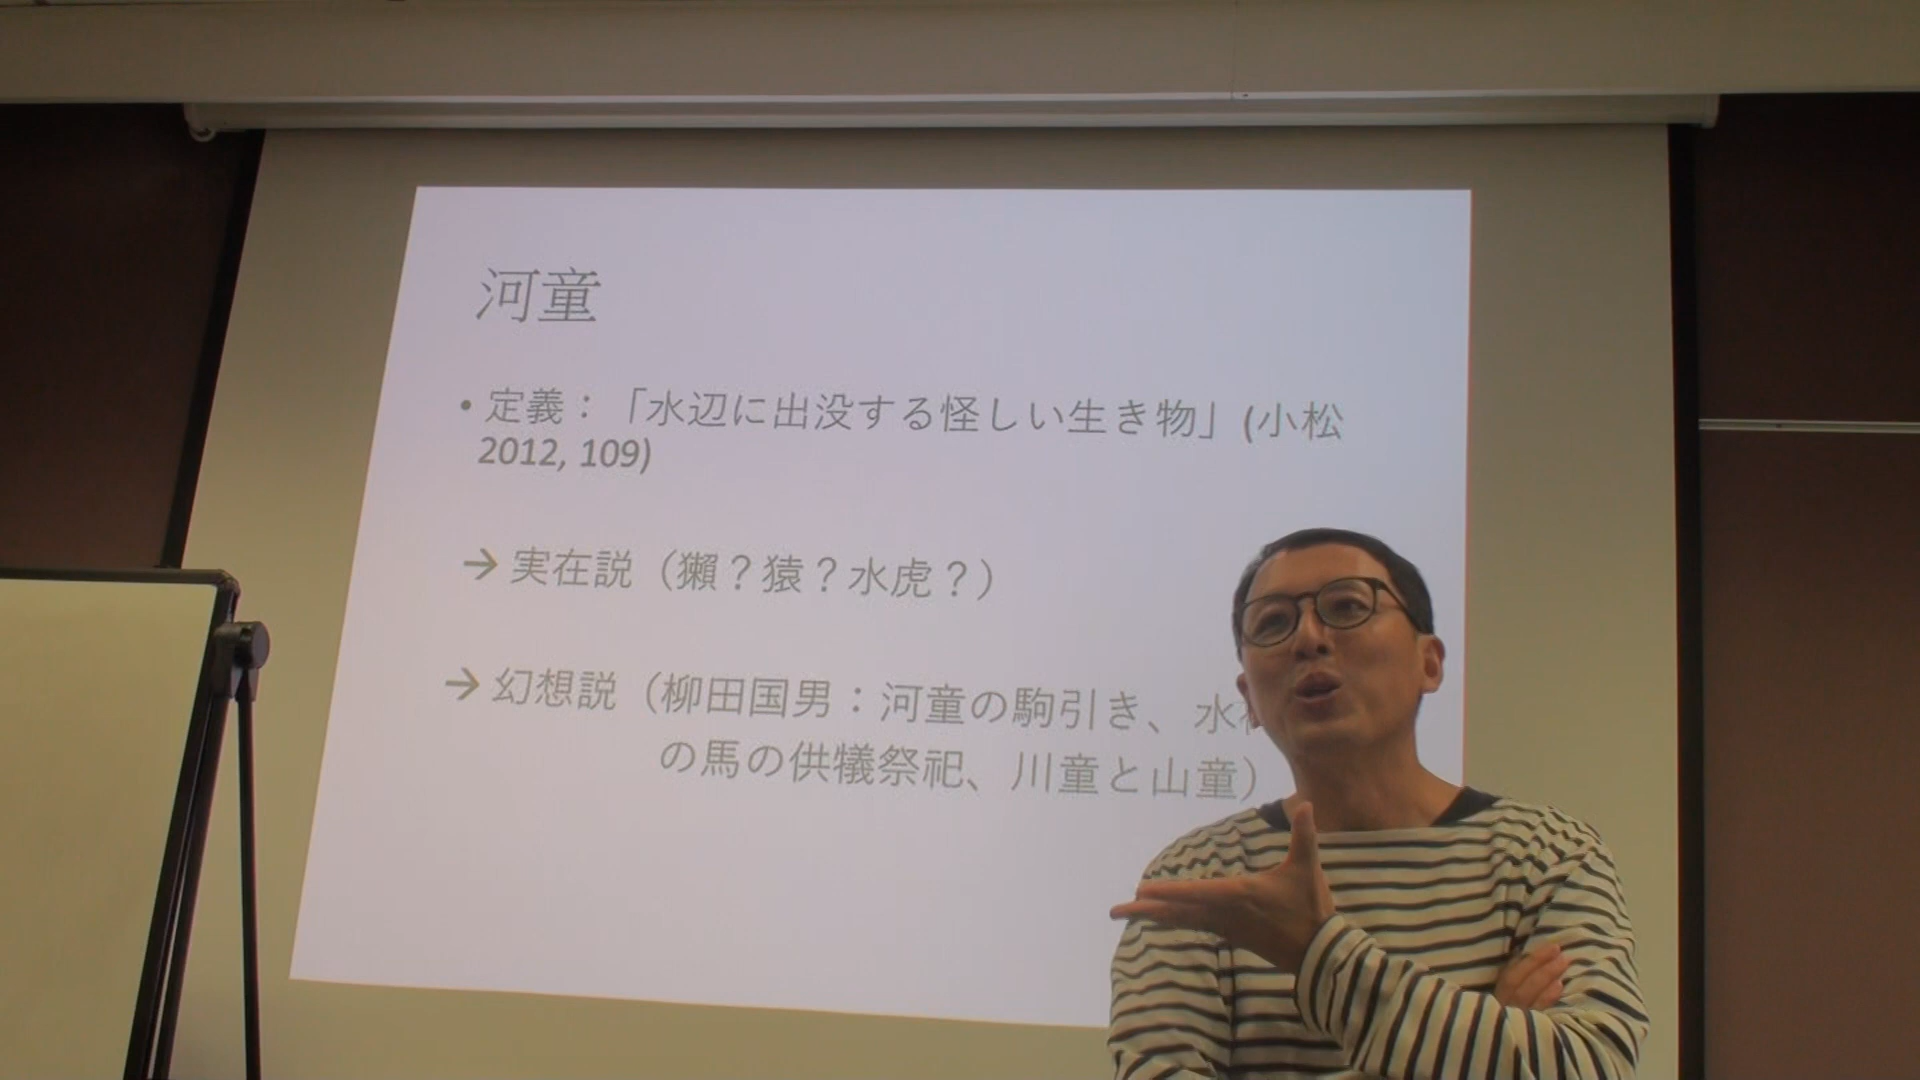 河童
• 定義：「水辺に出没する怪しい生き物」(小松
2012, 109)
→ 実在説（獺？猿？水虎？）
→ 幻想説（柳田国男：河童の駒引き、水
の馬の供犠祭祀、川童と山童）